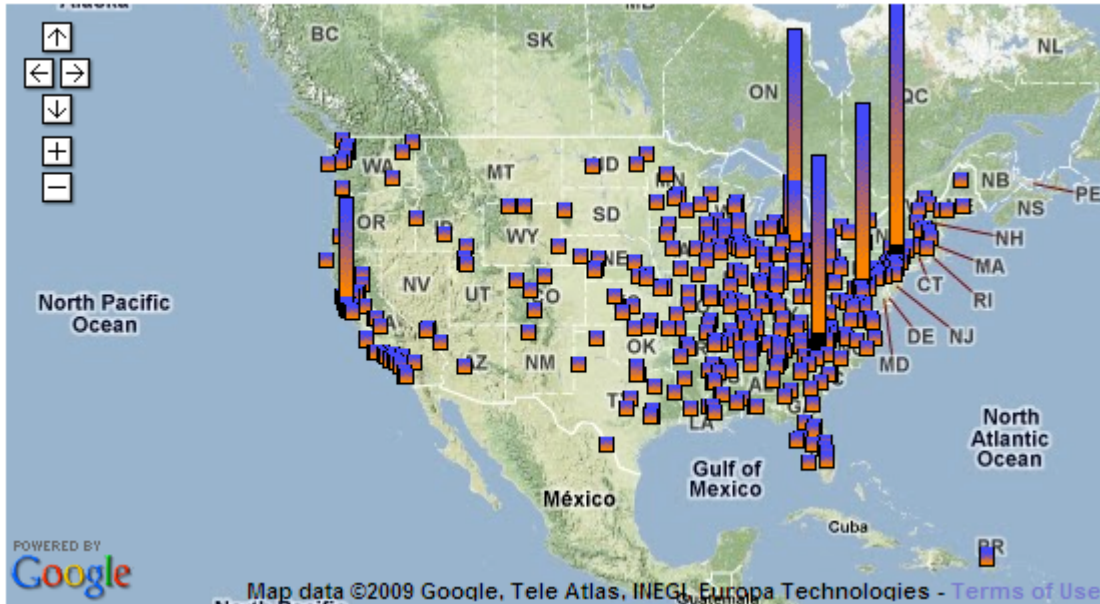 BC
SK
ON
QC
NL
NB
PE
NS
WA
MT
ND
MN
OR
ID
SD
WY
NE
NH
MA
CT
RI
NV
UT
CO
DE
NJ
MD
North Pacific
Ocean
AZ
NM
OK
LA
North
Atlantic
Ocean
Gulf of
Mexico
México
Cuba
PR
POWERED BY
Google
Map data ©2009 Google, Tele Atlas, INEGI, Europa Technologies - Terms of Use